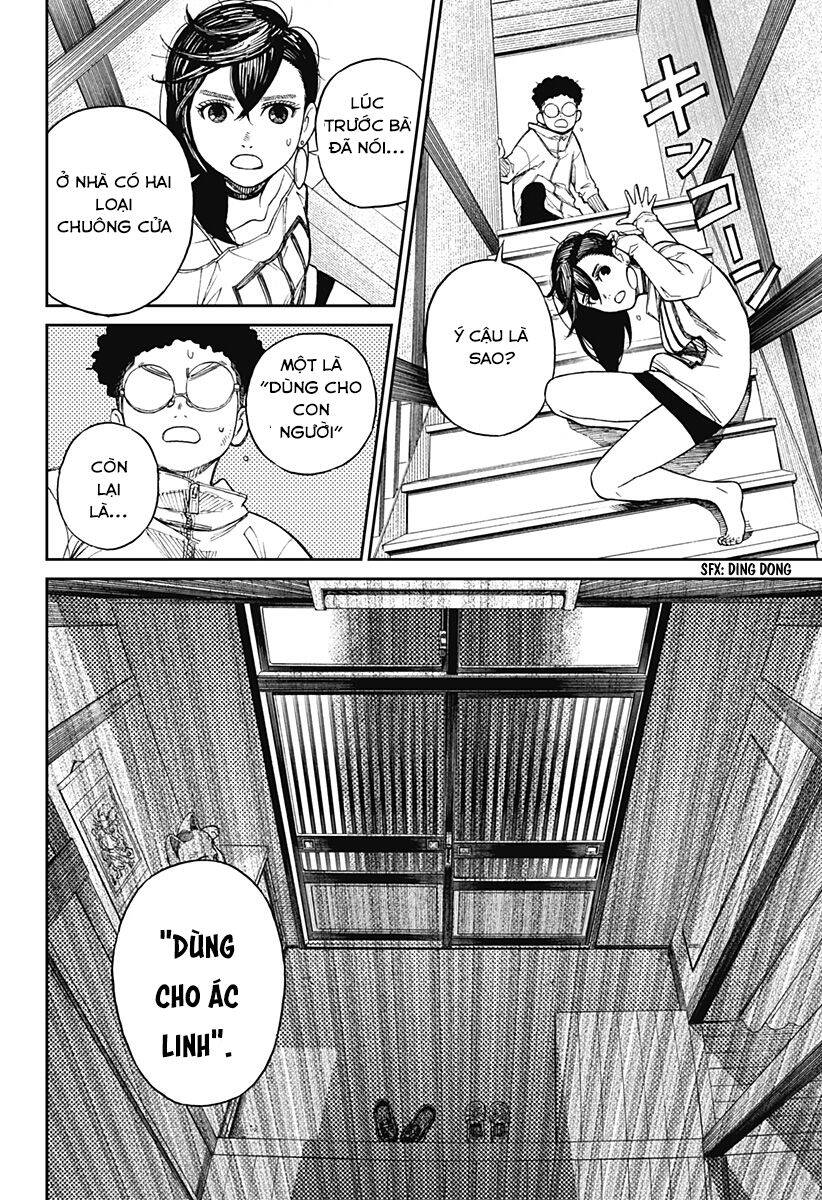 LÚC
TRƯỚC BÀ
ĐÃ NÓI...
Ở NHÀ CÓ HAI
LOẠI
CHUÔNG CỬA
キンコーン
Ý CẬU LÀ
SAO?
SFX: DING DONG
MỘT LÀ
"DÙNG CHO
CON
NGƯỜI"
CÒN
LẠI
LÀ...
"DÙNG
CHO ÁC
LINH".